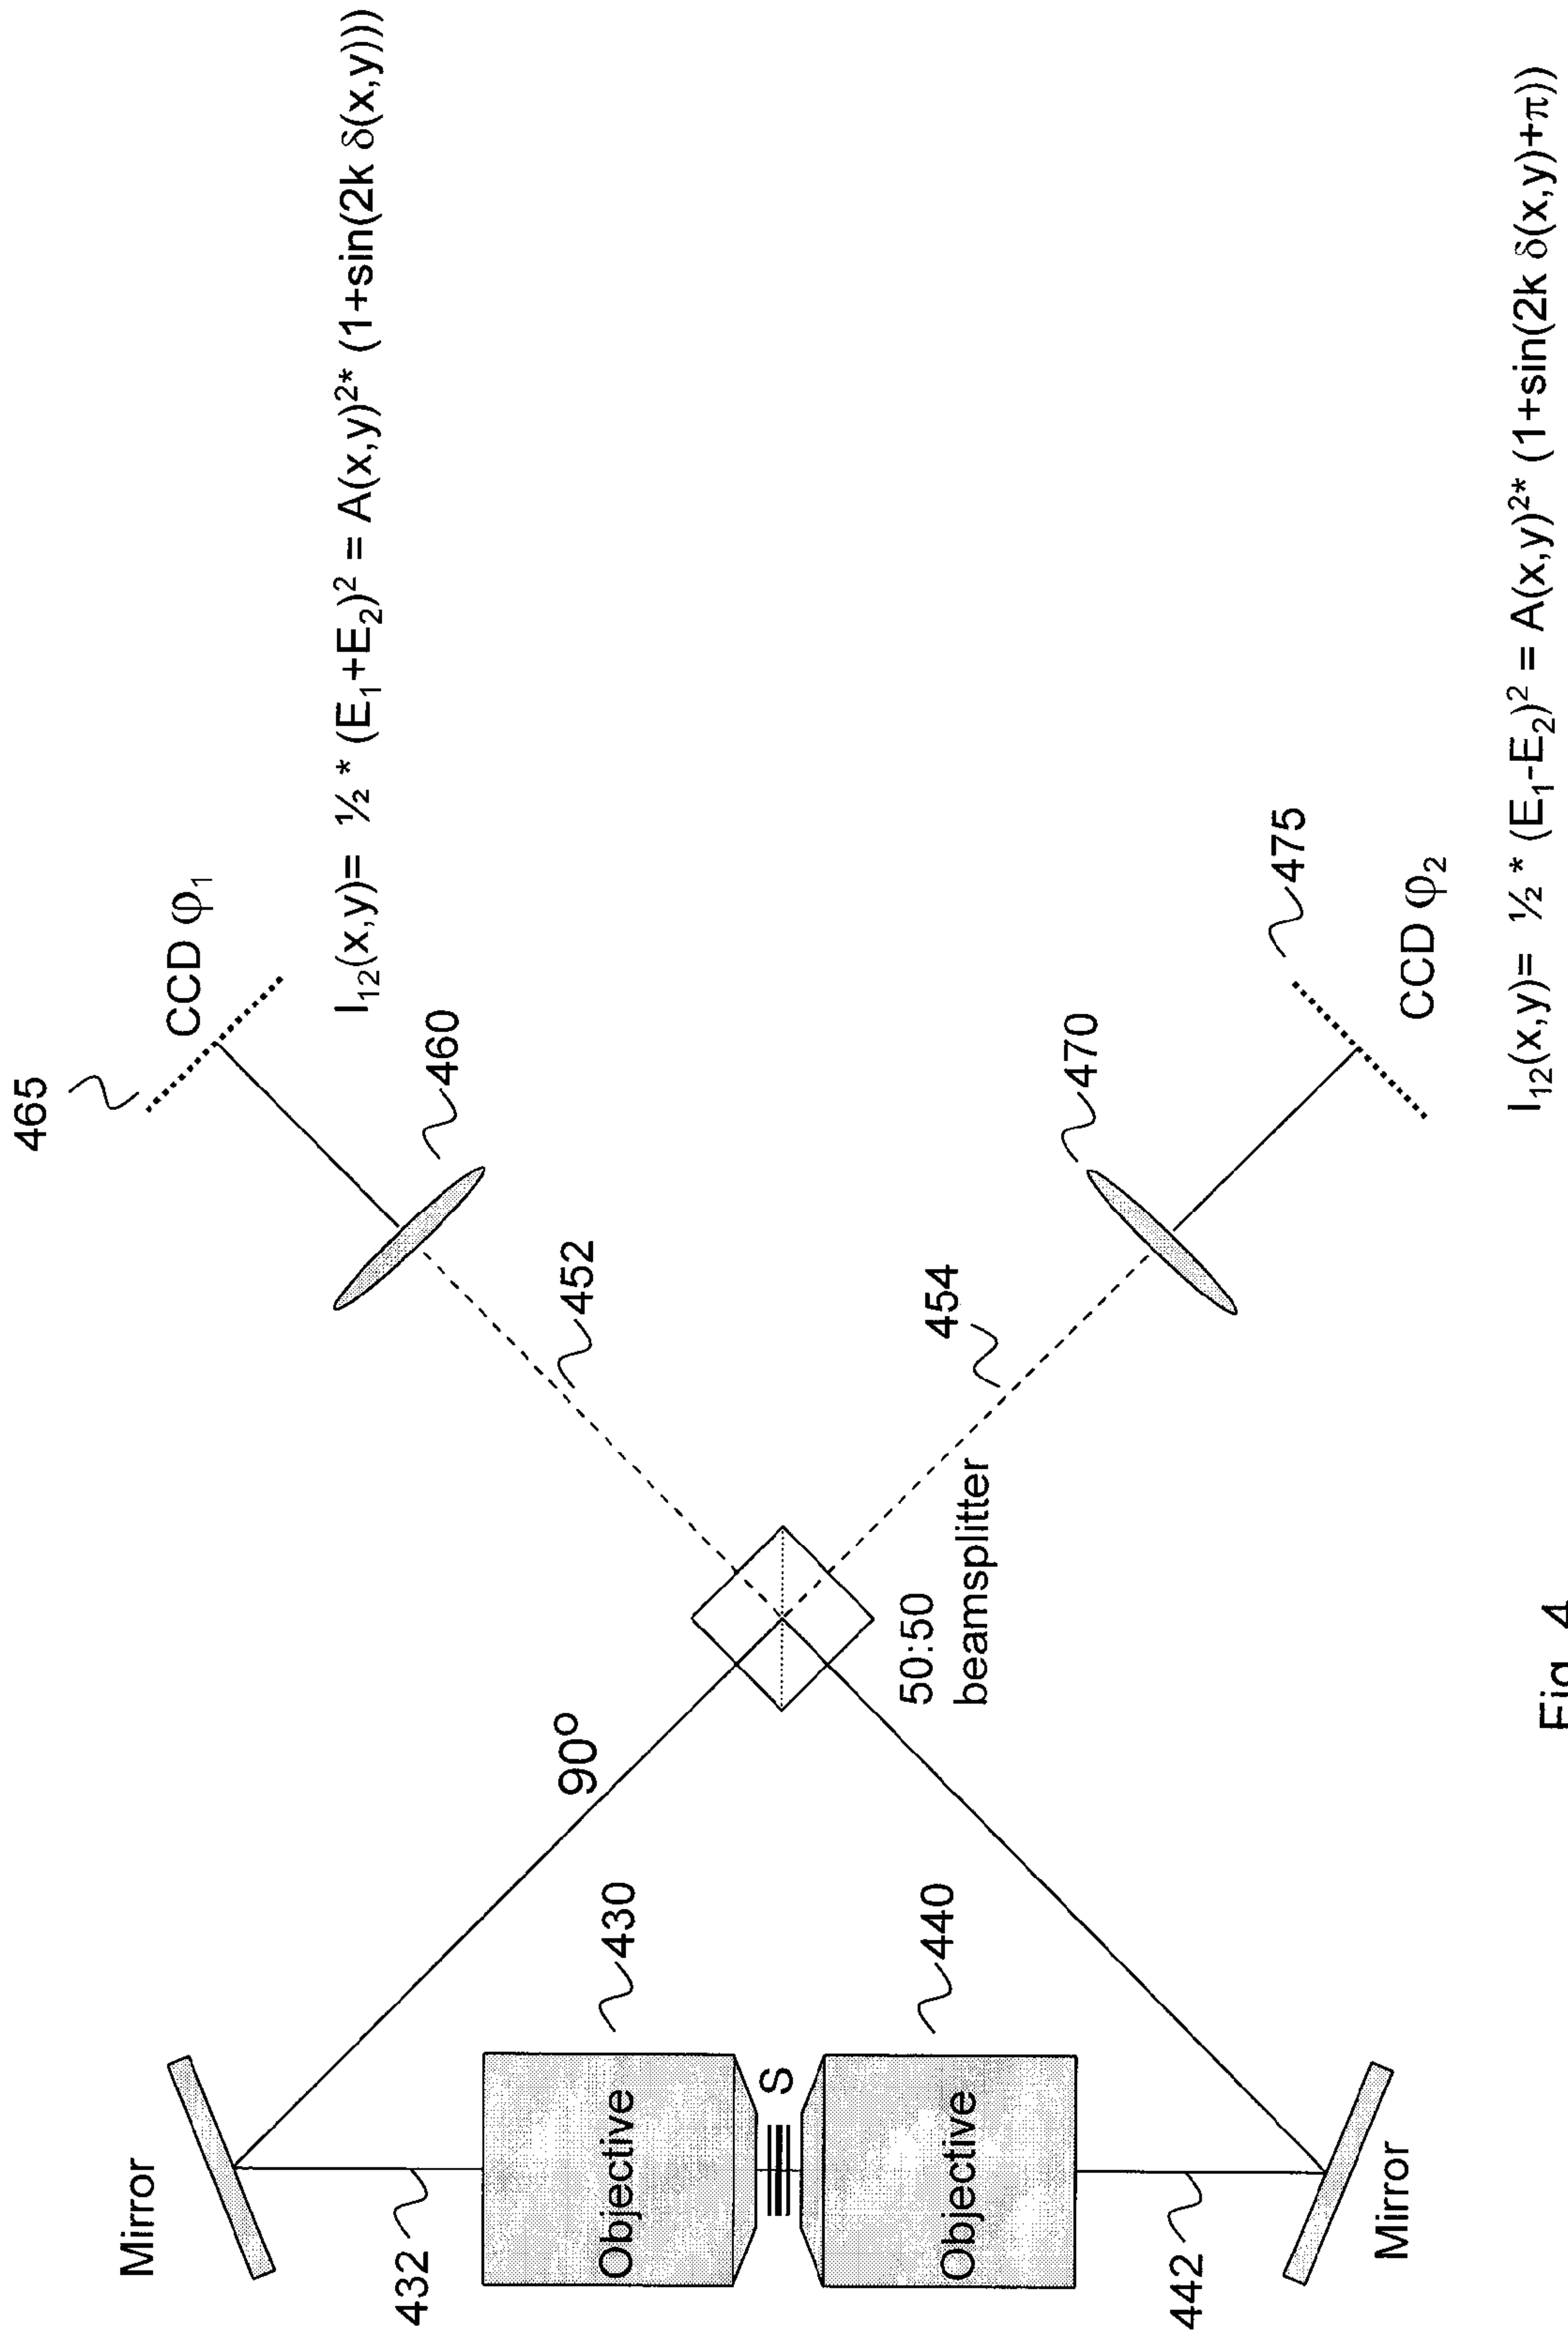 Mirror
432
Objective
430
S
Objective
440
442
Mirror
90°
50:50
beamsplitter
452
454
460
470
465
CCD φ₁
I₁₂(x,y)= ½ * (E₁+E₂)² = A(x,y)²* (1+sin(2k δ(x,y)))
475
CCD φ₂
I₁₂(x,y)= ½ * (E₁-E₂)² = A(x,y)²* (1+sin(2k δ(x,y)+π))
Fig. 4